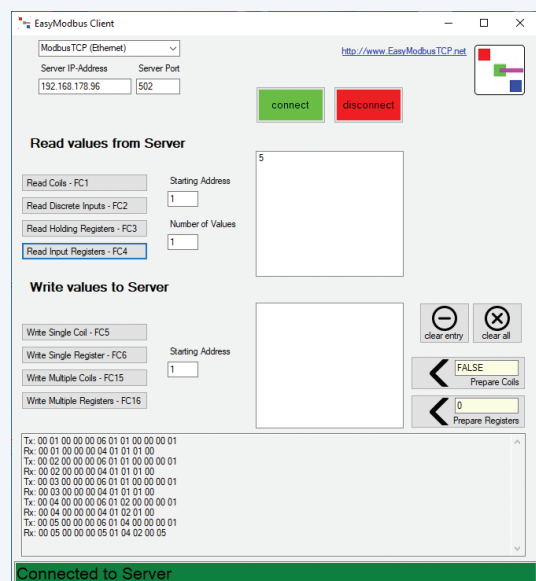 EasyModbus Client
ModbusTCP (Ethernet)
http://www.EasyModbusTCP.net
Server IP-Address Server Port
192.168.178.96 502
connect disconnect
Read values from Server
5
Read Coils - FC1 Starting Address
1
Read Discrete Inputs - FC2
Read Holding Registers - FC3 Number of Values
1
Read Input Registers - FC4
Write values to Server
clear entry clear all
Write Single Coil - FC5
Write Single Register - FC6 Starting Address
1
FALSE
Prepare Coils
Write Multiple Coils - FC15
Write Multiple Registers - FC16
0
Prepare Registers
Tx: 00 01 00 00 00 06 01 01 00 00 00 01
Rx: 00 01 00 00 00 04 01 01 01 00
Tx: 00 02 00 00 00 06 01 01 00 00 00 01
Rx: 00 02 00 00 00 04 01 01 01 00
Tx: 00 03 00 00 00 06 01 01 00 00 00 01
Rx: 00 03 00 00 00 04 01 01 01 00
Tx: 00 04 00 00 00 06 01 02 00 00 00 01
Rx: 00 04 00 00 00 04 01 02 01 00
Tx: 00 05 00 00 00 06 01 04 00 00 00 01
Rx: 00 05 00 00 00 05 01 04 02 00 05
Connected to Server